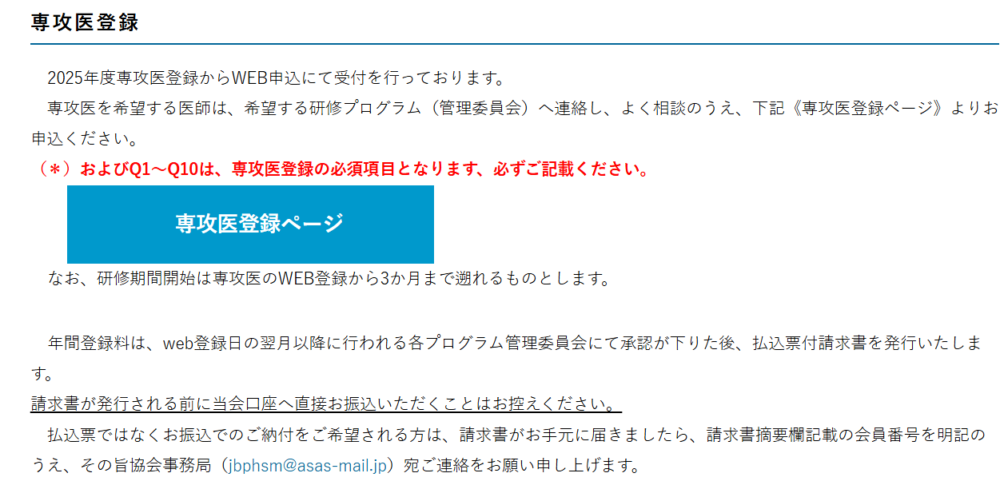 専攻医登録
2025年度専攻医登録からWEB申込にて受付を行っております。
専攻医を希望する医師は、希望する研修プログラム（管理委員会）へ連絡し、よく相談のうえ、下記《専攻医登録ページ》よりお
申込ください。
（＊）およびQ1～Q10は、専攻医登録の必須項目となります、必ずご記載ください。
専攻医登録ページ
なお、研修期間開始は専攻医のWEB登録から3か月まで遡れるものとします。
年間登録料は、web登録日の翌月以降に行われる各プログラム管理委員会にて承認が下りた後、払込票付請求書を発行いたしま
す。
請求書が発行される前に当会口座へ直接お振込いただくことはお控えください。
払込票ではなくお振込でのご納付をご希望される方は、請求書がお手元に届きましたら、請求書摘要欄記載の会員番号を明記の
うえ、その旨協会事務局（jbphsm@asas-mail.jp）宛ご連絡をお願い申し上げます。